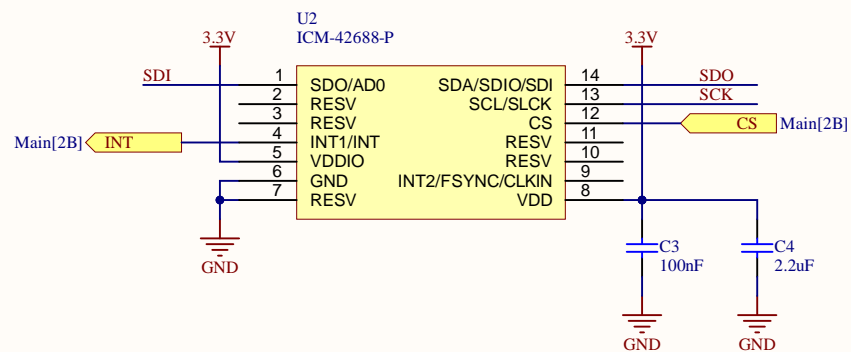 U2
ICM-42688-P
3.3V
3.3V
SDI
1
SDO/AD0
SDA/SDIO/SDI
14
SDO
2
RESV
SCL/SLCK
13
SCK
3
RESV
CS
12
CS
Main[2B]
Main[2B]
INT
4
INT1/INT
RESV
11
5
VDDIO
RESV
10
6
GND
INT2/FSYNC/CLKIN
9
7
RESV
VDD
8
GND
C3
100nF
C4
2.2uF
GND
GND